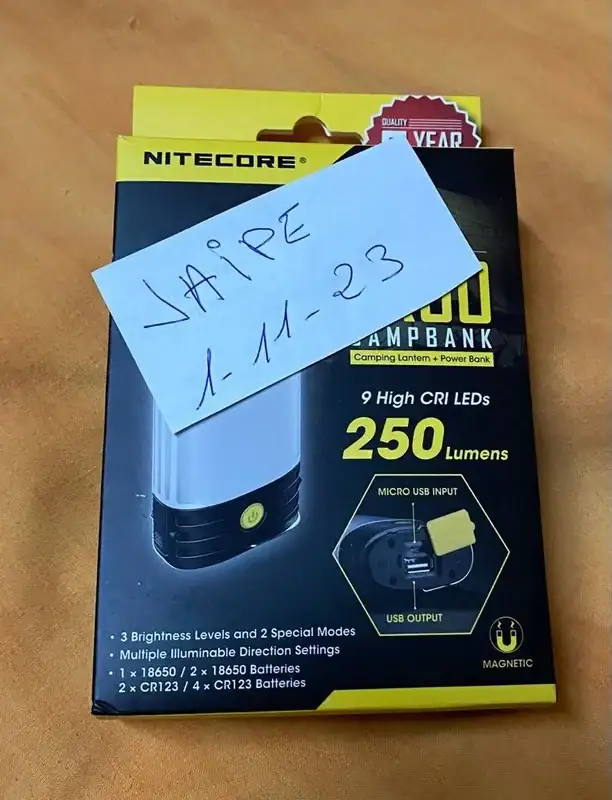 QUALITY
YEAR
NITECORE®
JAiPE
1-11-23
CAMPBANK
Camping Lantern + Power Bank
9 High CRI LEDs
250 Lumens
MICRO USB INPUT
USB OUTPUT
• 3 Brightness Levels and 2 Special Modes
• Multiple Illuminable Direction Settings
• 1 x 18650 / 2 x 18650 Batteries
2 x CR123 / 4 x CR123 Batteries
MAGNETIC